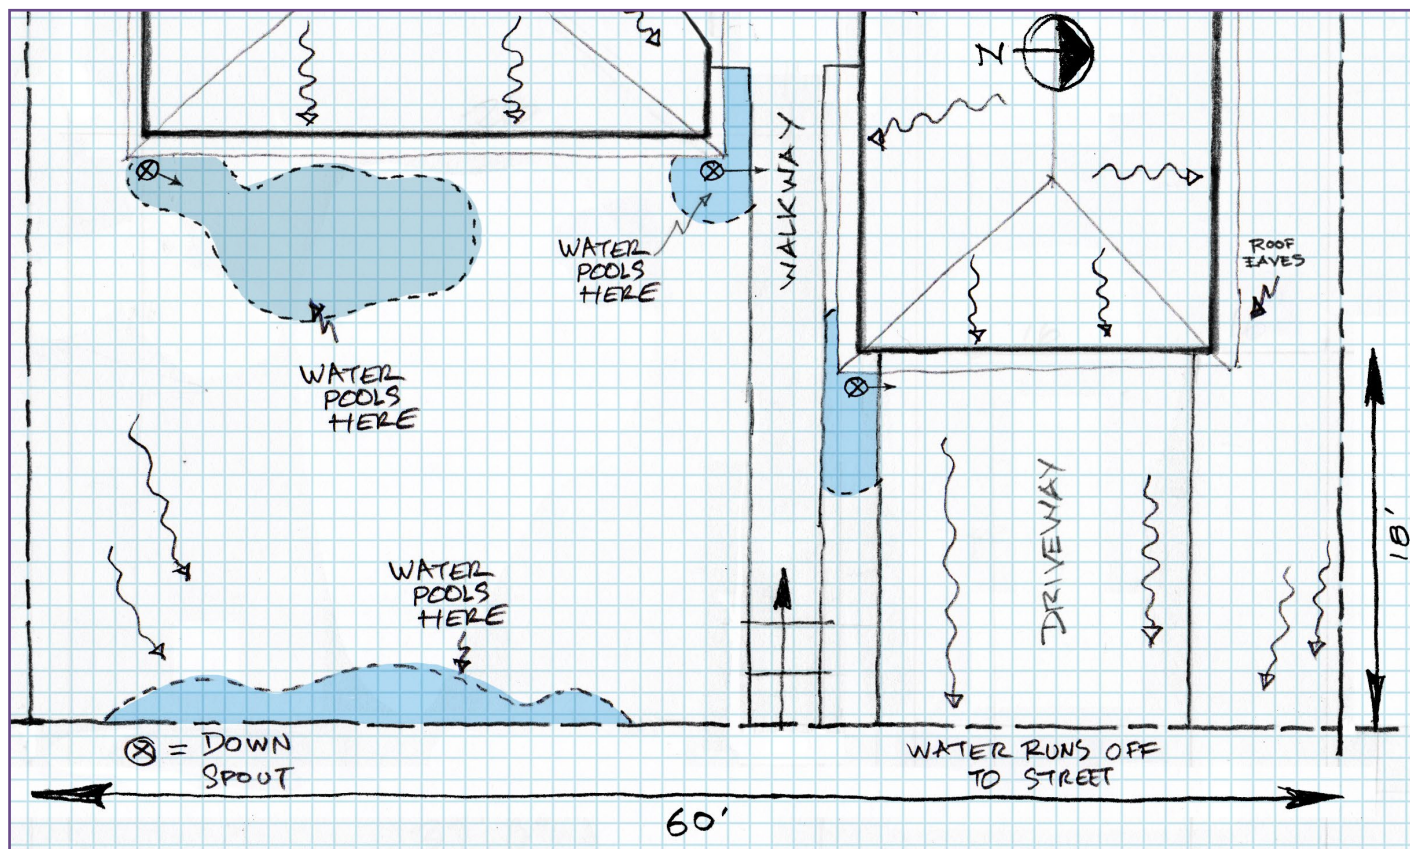 N
WALKWAY
ROOF
EAVES
WATER
POOLS
HERE
WATER
POOLS
HERE
18'
DRIVEWAY
WATER
POOLS
HERE
⊗ = DOWN
SPOUT
WATER RUNS OFF
TO STREET
60'